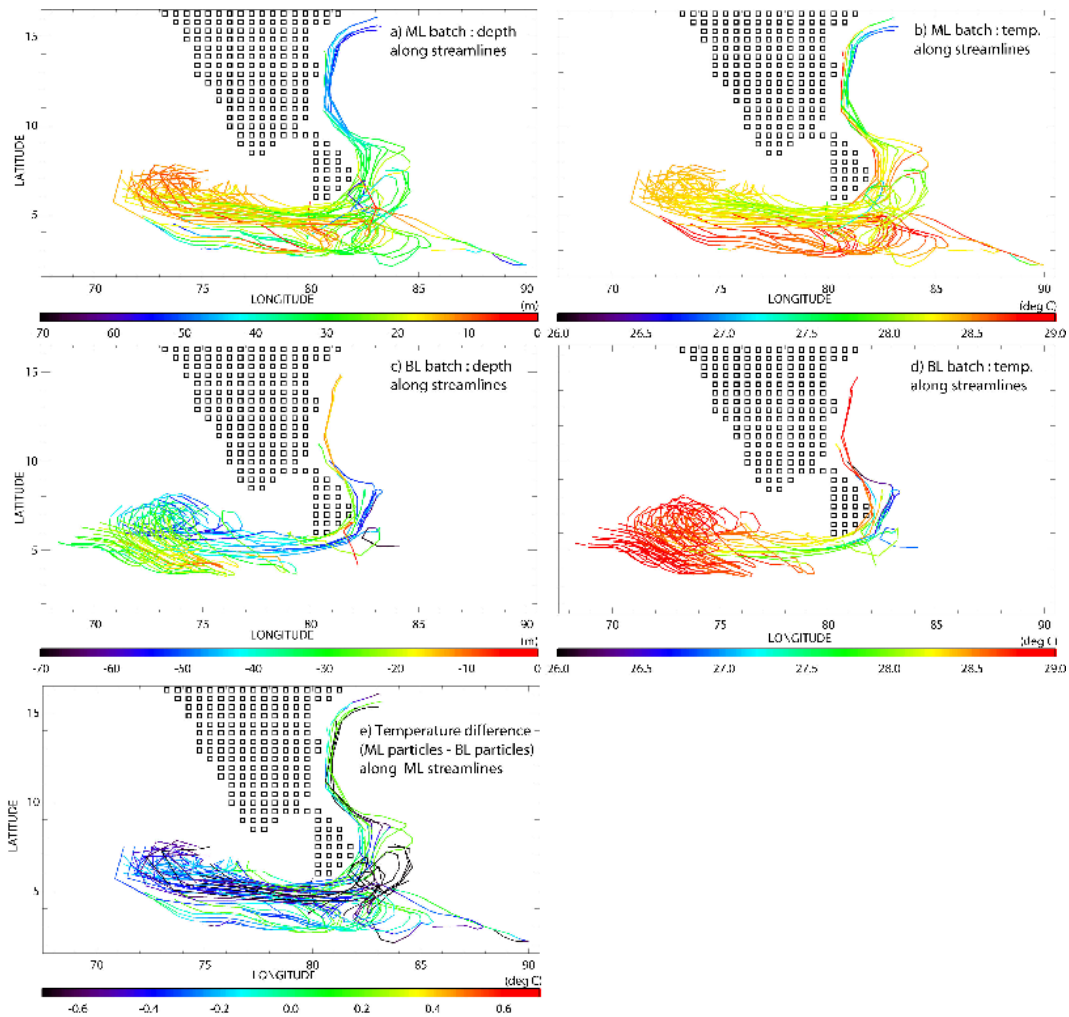 15
a) ML batch : depth
along streamlines
10
LATITUDE
5
70 75 80 85 90
LONGITUDE
(m)
70 60 50 40 30 20 10 0
b) ML batch : temp.
along streamlines
70 75 80 85 90
LONGITUDE
(deg C)
26.0 26.5 27.0 27.5 28.0 28.5 29.0
15
c) BL batch : depth
along streamlines
10
LATITUDE
5
70 75 80 85 90
LONGITUDE
(m)
-70 -60 -50 -40 -30 -20 -10 0
d) BL batch : temp.
along streamlines
70 75 80 85 90
LONGITUDE
(deg C)
26.0 26.5 27.0 27.5 28.0 28.5 29.0
15
e) Temperature difference
(ML particles - BL particles)
along ML streamlines
10
LATITUDE
5
70 75 80 85 90
LONGITUDE
(deg C)
-0.6 -0.4 -0.2 0.0 0.2 0.4 0.6